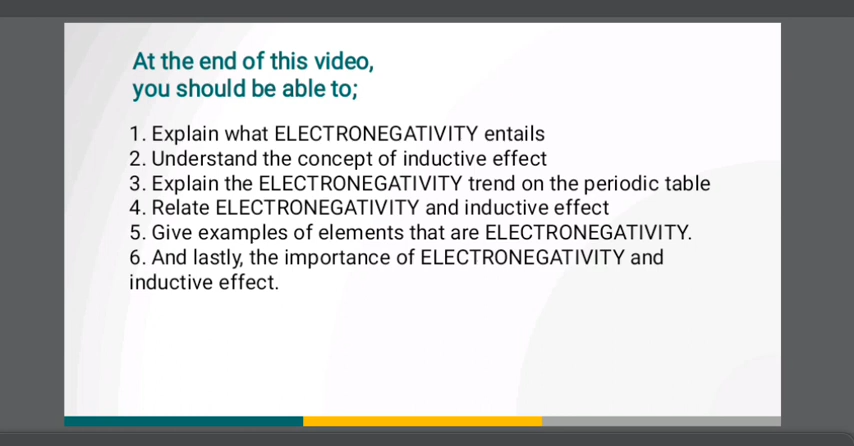 At the end of this video,
you should be able to;
1. Explain what ELECTRONEGATIVITY entails
2. Understand the concept of inductive effect
3. Explain the ELECTRONEGATIVITY trend on the periodic table
4. Relate ELECTRONEGATIVITY and inductive effect
5. Give examples of elements that are ELECTRONEGATIVITY.
6. And lastly, the importance of ELECTRONEGATIVITY and
inductive effect.